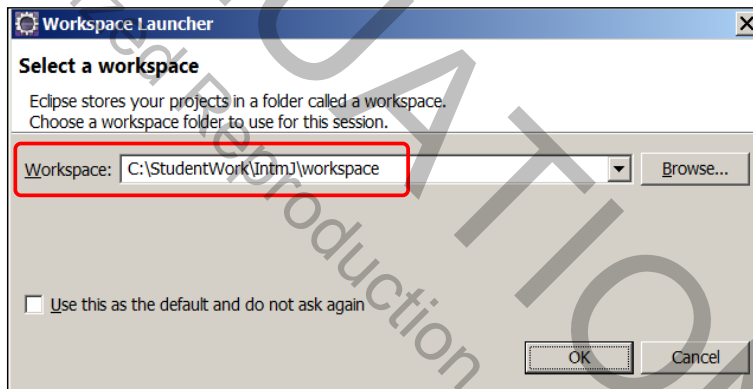 Workspace Launcher
Select a workspace
Eclipse stores your projects in a folder called a workspace.
Choose a workspace folder to use for this session.
Workspace: C:\StudentWork\IntmJ\workspace Browse...
Use this as the default and do not ask again
OK Cancel
Reproduction